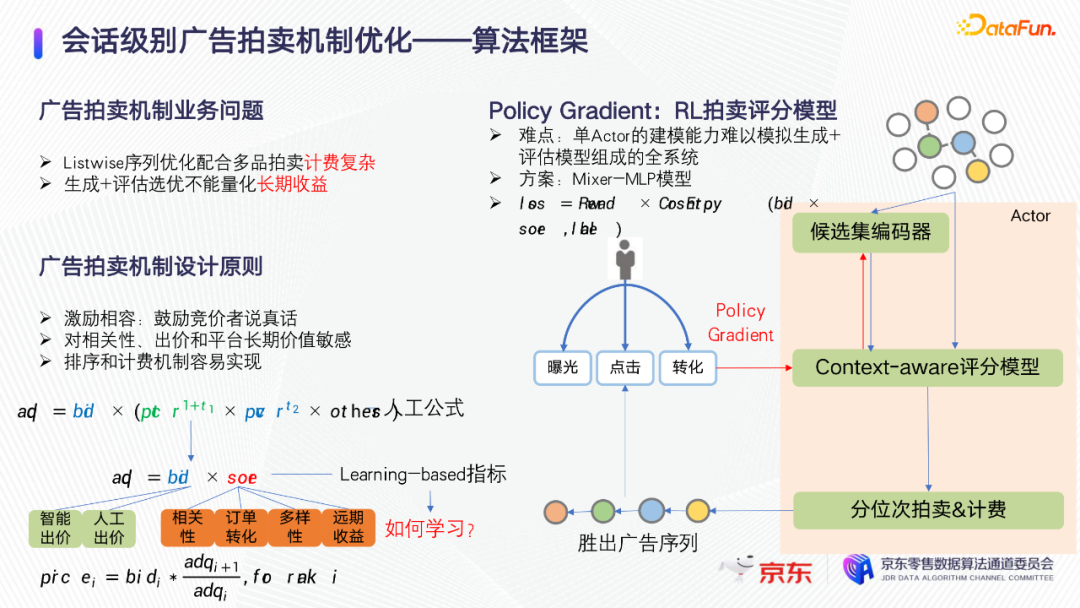 会话级别广告拍卖机制优化——算法框架
DataFun.
广告拍卖机制业务问题
➢ Listwise序列优化配合多品拍卖计费复杂
➢ 生成+评估选优不能量化长期收益
广告拍卖机制设计原则
➢ 激励相容：鼓励竞价者说真话
➢ 对相关性、出价和平台长期价值敏感
➢ 排序和计费机制容易实现
adq = bid × (pctr^{1+t_1} × pcvr^{t_2} × others) 人工公式
adq = bid × score
Learning-based指标
如何学习？
智能出价
人工出价
相关性
订单转化
多样性
远期收益
price_i = bid_i * adq_{i+1} / adq_i, for rank i
Policy Gradient：RL拍卖评分模型
➢ 难点：单Actor的建模能力难以模拟生成+
评估模型组成的全系统
➢ 方案：Mixer-MLP模型
➢ loss = Reward × CrossEntropy (bid ×
score, label)
曝光
点击
转化
Policy
Gradient
Actor
候选集编码器
Context-aware评分模型
分位次拍卖&计费
胜出广告序列
京东
京东零售数据算法通道委员会
JDR DATA ALGORITHM CHANNEL COMMITTEE